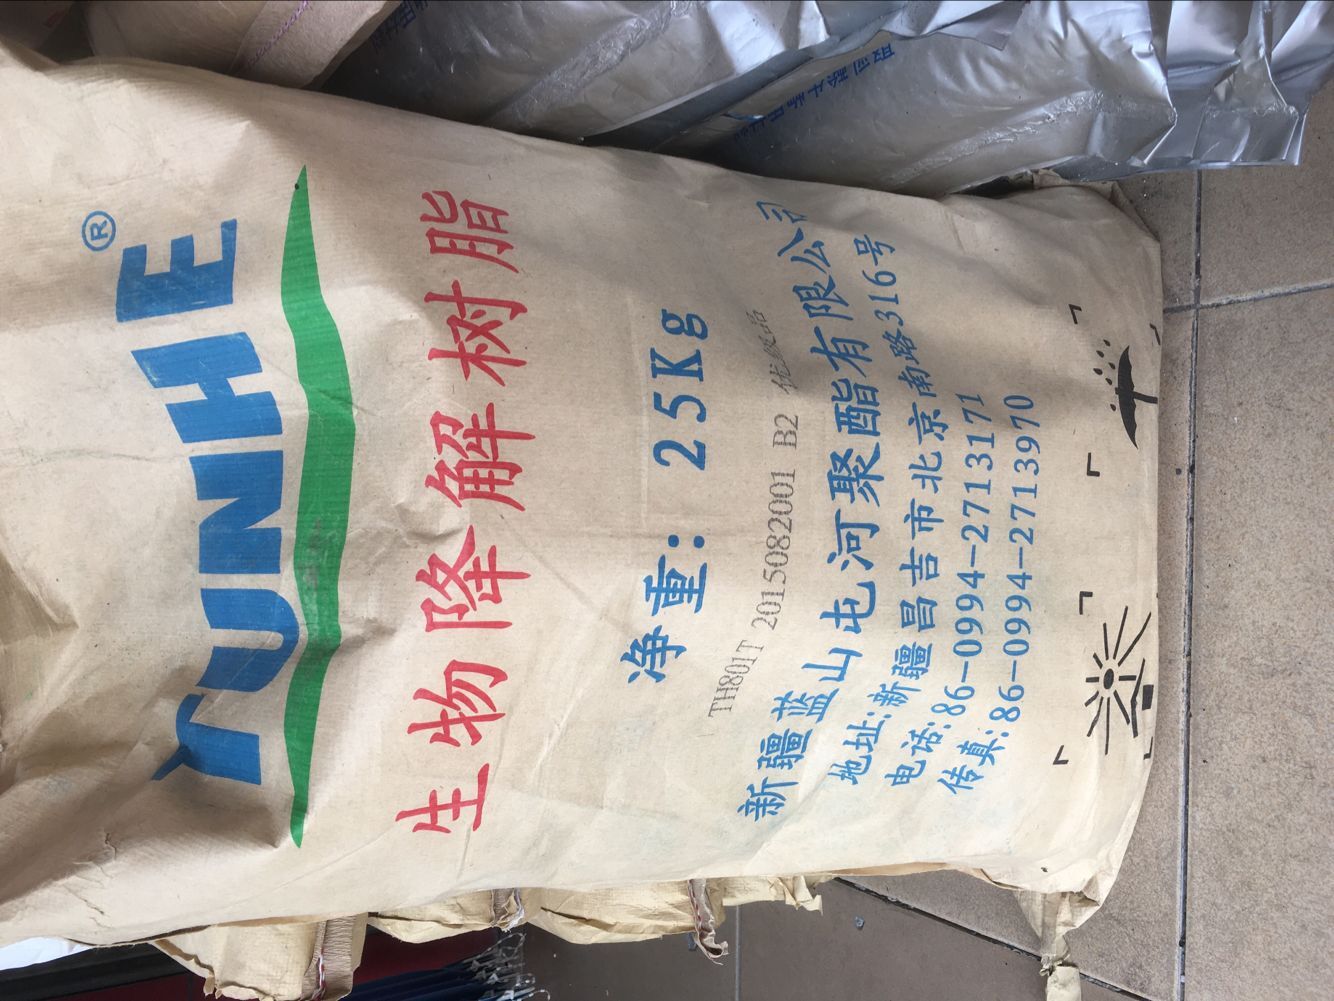 TUNHE®
生物降解树脂
净重: 25Kg
TH801T 2015082001 B2 优级品
新疆蓝山屯河聚酯有限公司
地址:新疆昌吉市北京南路316号
电话:86-0994-2713171
传真:86-0994-2713970